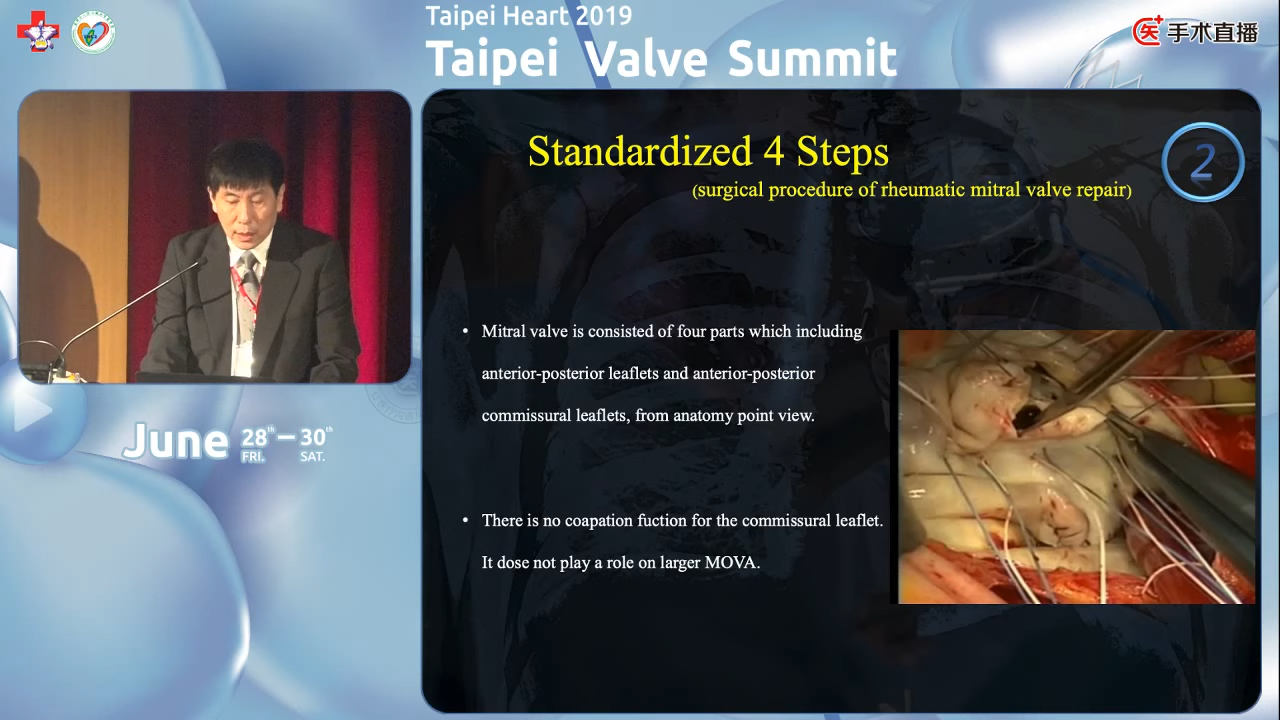 Taipei Heart 2019
Taipei Valve Summit
手术直播
Standardized 4 Steps
(surgical procedure of rheumatic mitral valve repair)
2
• Mitral valve is consisted of four parts which including
anterior-posterior leaflets and anterior-posterior
commissural leaflets, from anatomy point view.
• There is no coapation fuction for the commissural leaflet.
It dose not play a role on larger MOVA.
June 28th — 30th
FRI. SAT.